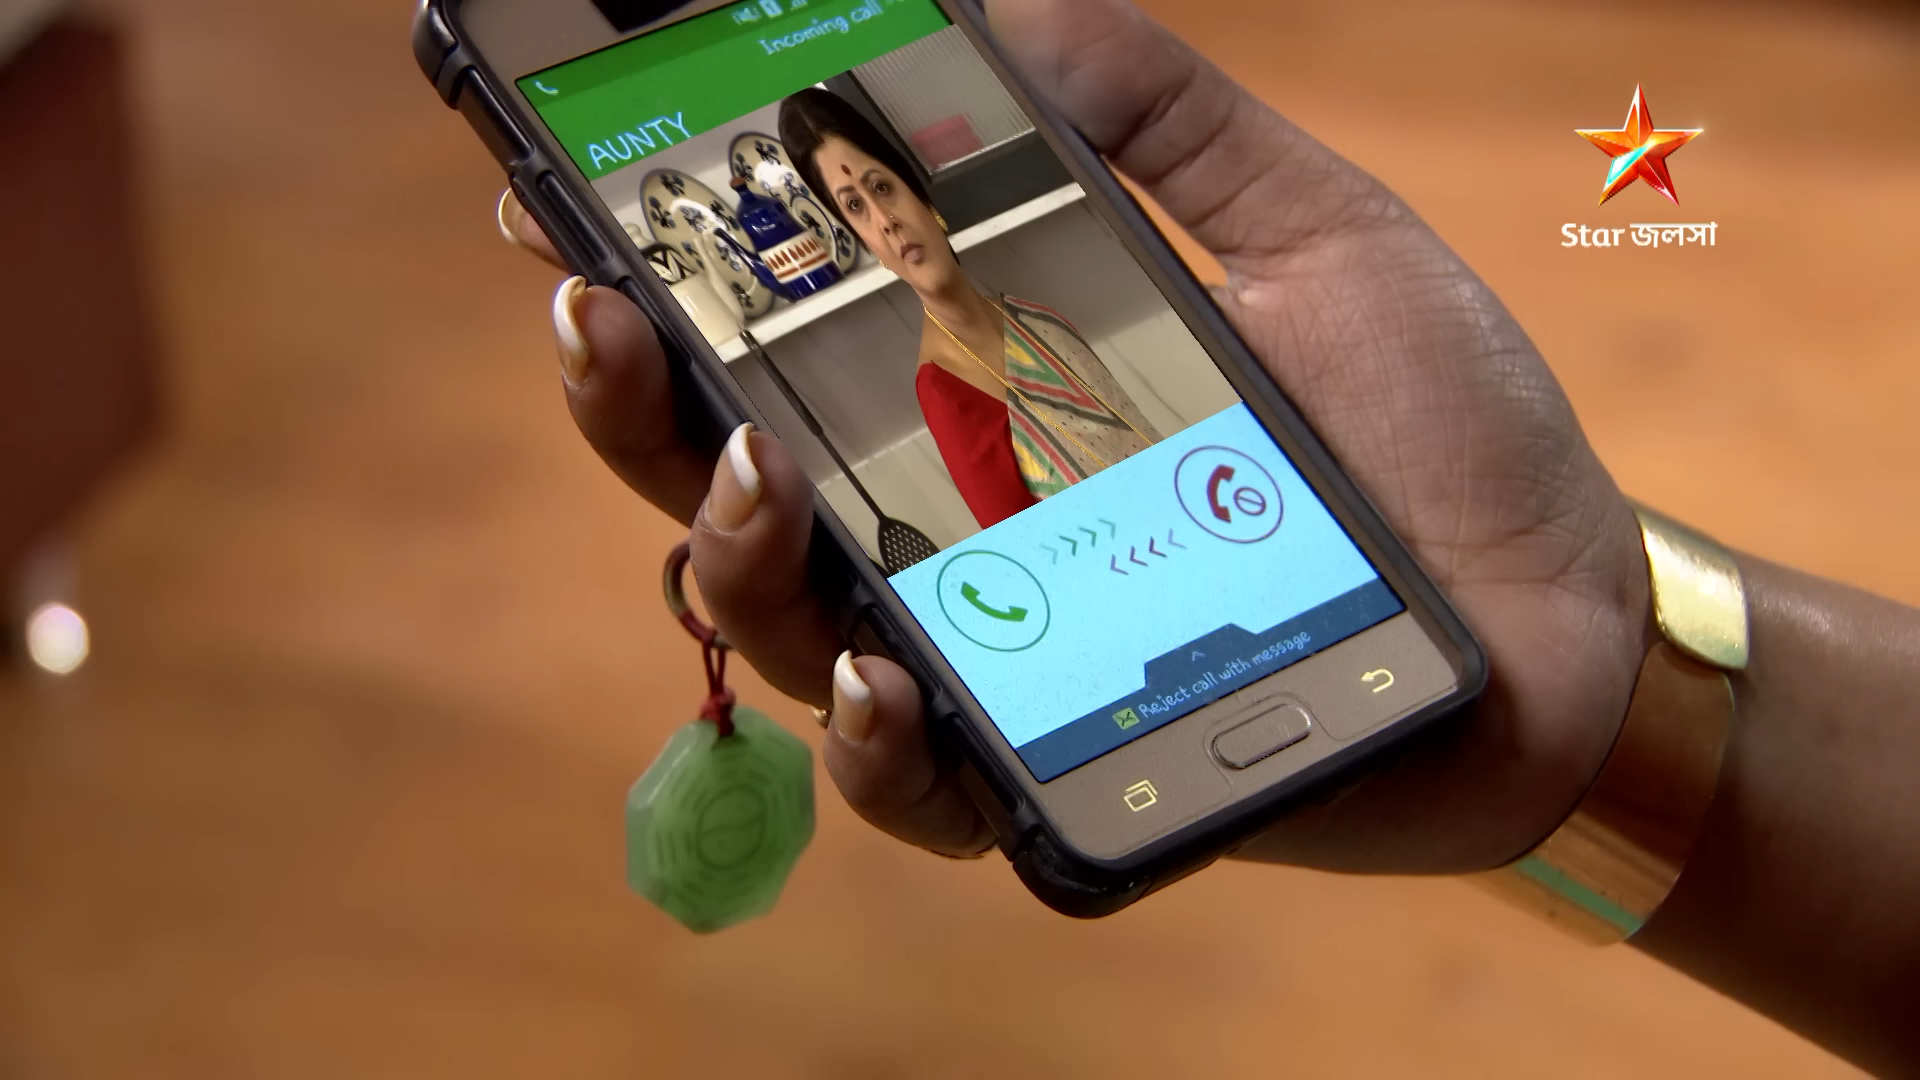 Incoming call
AUNTY
Star জলসা
Reject call with message